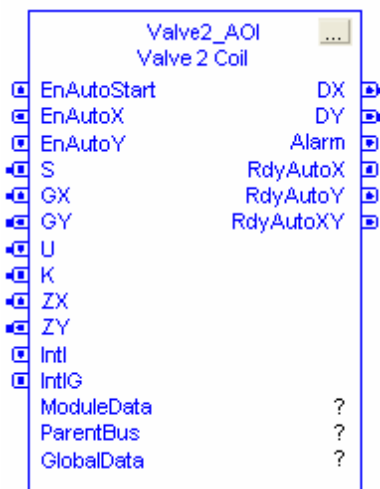 Valve2_AOI ...
Valve 2 Coil
EnAutoStart DX
EnAutoX DY
EnAutoY Alarm
S RdyAutoX
GX RdyAutoY
GY RdyAutoXY
U
K
ZX
ZY
Intl
IntlG
ModuleData ?
ParentBus ?
GlobalData ?